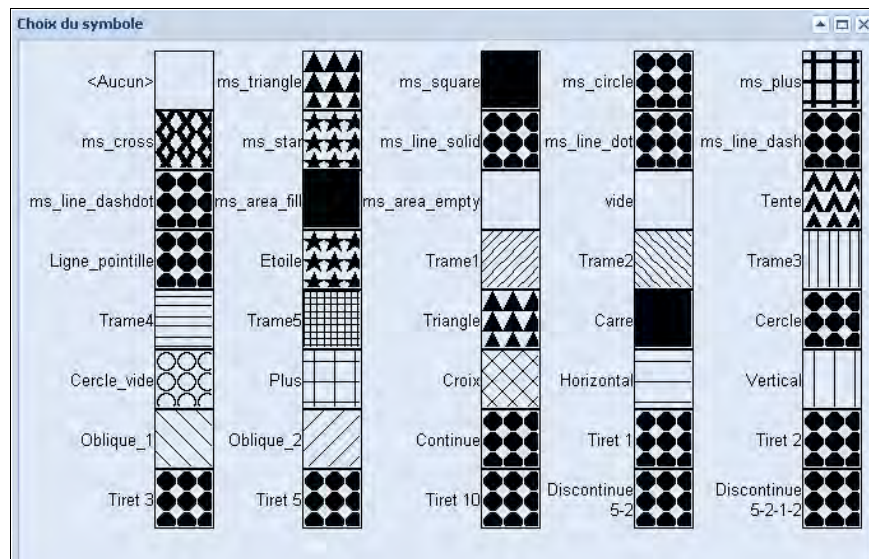 Choix du symbole
<Aucun> ms_triangle ms_square ms_circle ms_plus
ms_cross ms_star ms_line_solid ms_line_dot ms_line_dash
ms_line_dashdot ms_area_fill ms_area_empty vide Tente
Ligne_pointille Etoile Trame1 Trame2 Trame3
Trame4 Trame5 Triangle Carre Cercle
Cercle_vide Plus Croix Horizontal Vertical
Oblique_1 Oblique_2 Continue Tiret 1 Tiret 2
Tiret 3 Tiret 5 Tiret 10 Discontinue 5-2 Discontinue 5-2-1-2